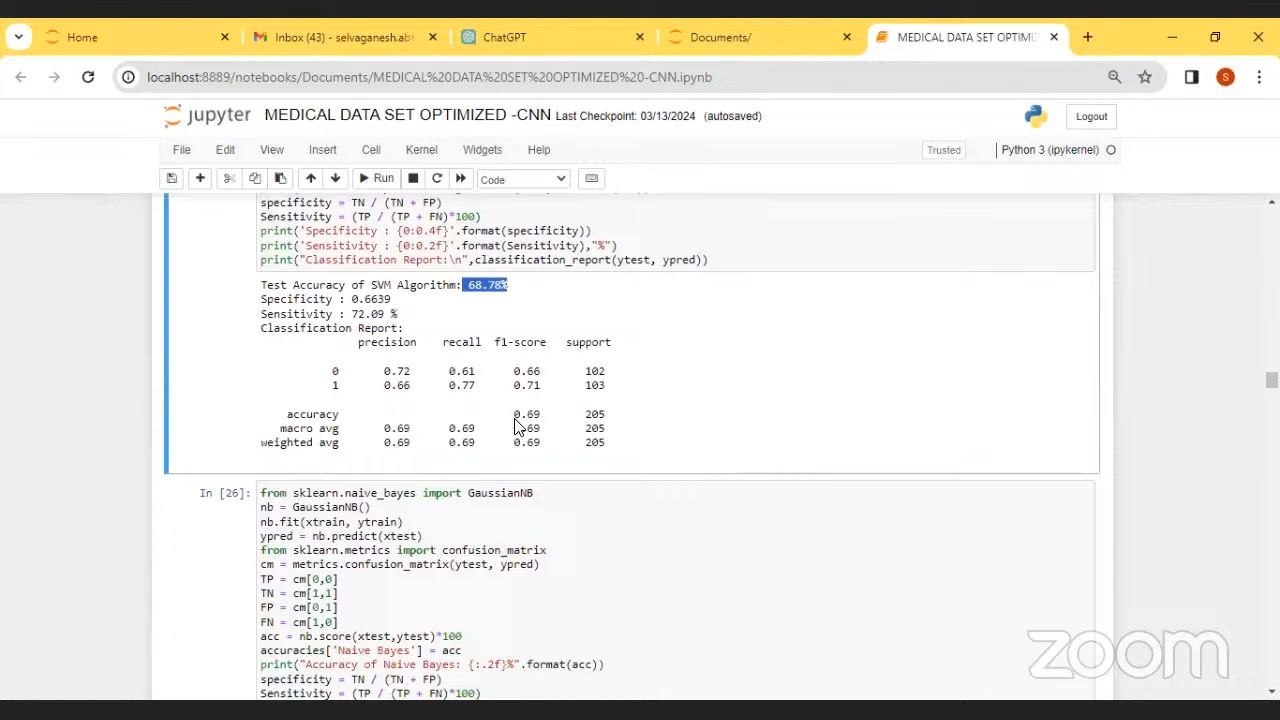 Home
Inbox (43) - selvaganesh.ab
ChatGPT
Documents/
MEDICAL DATA SET OPTIMIZ
localhost:8889/notebooks/Documents/MEDICAL%20DATA%20SET%20OPTIMIZED%20-CNN.ipynb
S
jupyter MEDICAL DATA SET OPTIMIZED -CNN Last Checkpoint: 03/13/2024 (autosaved)
Logout
File Edit View Insert Cell Kernel Widgets Help
Trusted
Python 3 (ipykernel)
Run
Code
specificity = TN / (TN + FP)
Sensitivity = (TP / (TP + FN)*100)
print('Specificity : {0:0.4f}'.format(specificity))
print('Sensitivity : {0:0.2f}'.format(Sensitivity),"%")
print("Classification Report:\n",classification_report(ytest, ypred))
Test Accuracy of SVM Algorithm: 68.78%
Specificity : 0.6639
Sensitivity : 72.09 %
Classification Report:
precision recall f1-score support
0 0.72 0.61 0.66 102
1 0.66 0.77 0.71 103
accuracy 0.69 205
macro avg 0.69 0.69 0.69 205
weighted avg 0.69 0.69 0.69 205
In [26]: from sklearn.naive_bayes import GaussianNB
nb = GaussianNB()
nb.fit(xtrain, ytrain)
ypred = nb.predict(xtest)
from sklearn.metrics import confusion_matrix
cm = metrics.confusion_matrix(ytest, ypred)
TP = cm[0,0]
TN = cm[1,1]
FP = cm[0,1]
FN = cm[1,0]
acc = nb.score(xtest,ytest)*100
accuracies['Naive Bayes'] = acc
print("Accuracy of Naive Bayes: {:.2f}%".format(acc))
specificity = TN / (TN + FP)
Sensitivity = (TP / (TP + FN)*100)
zoom